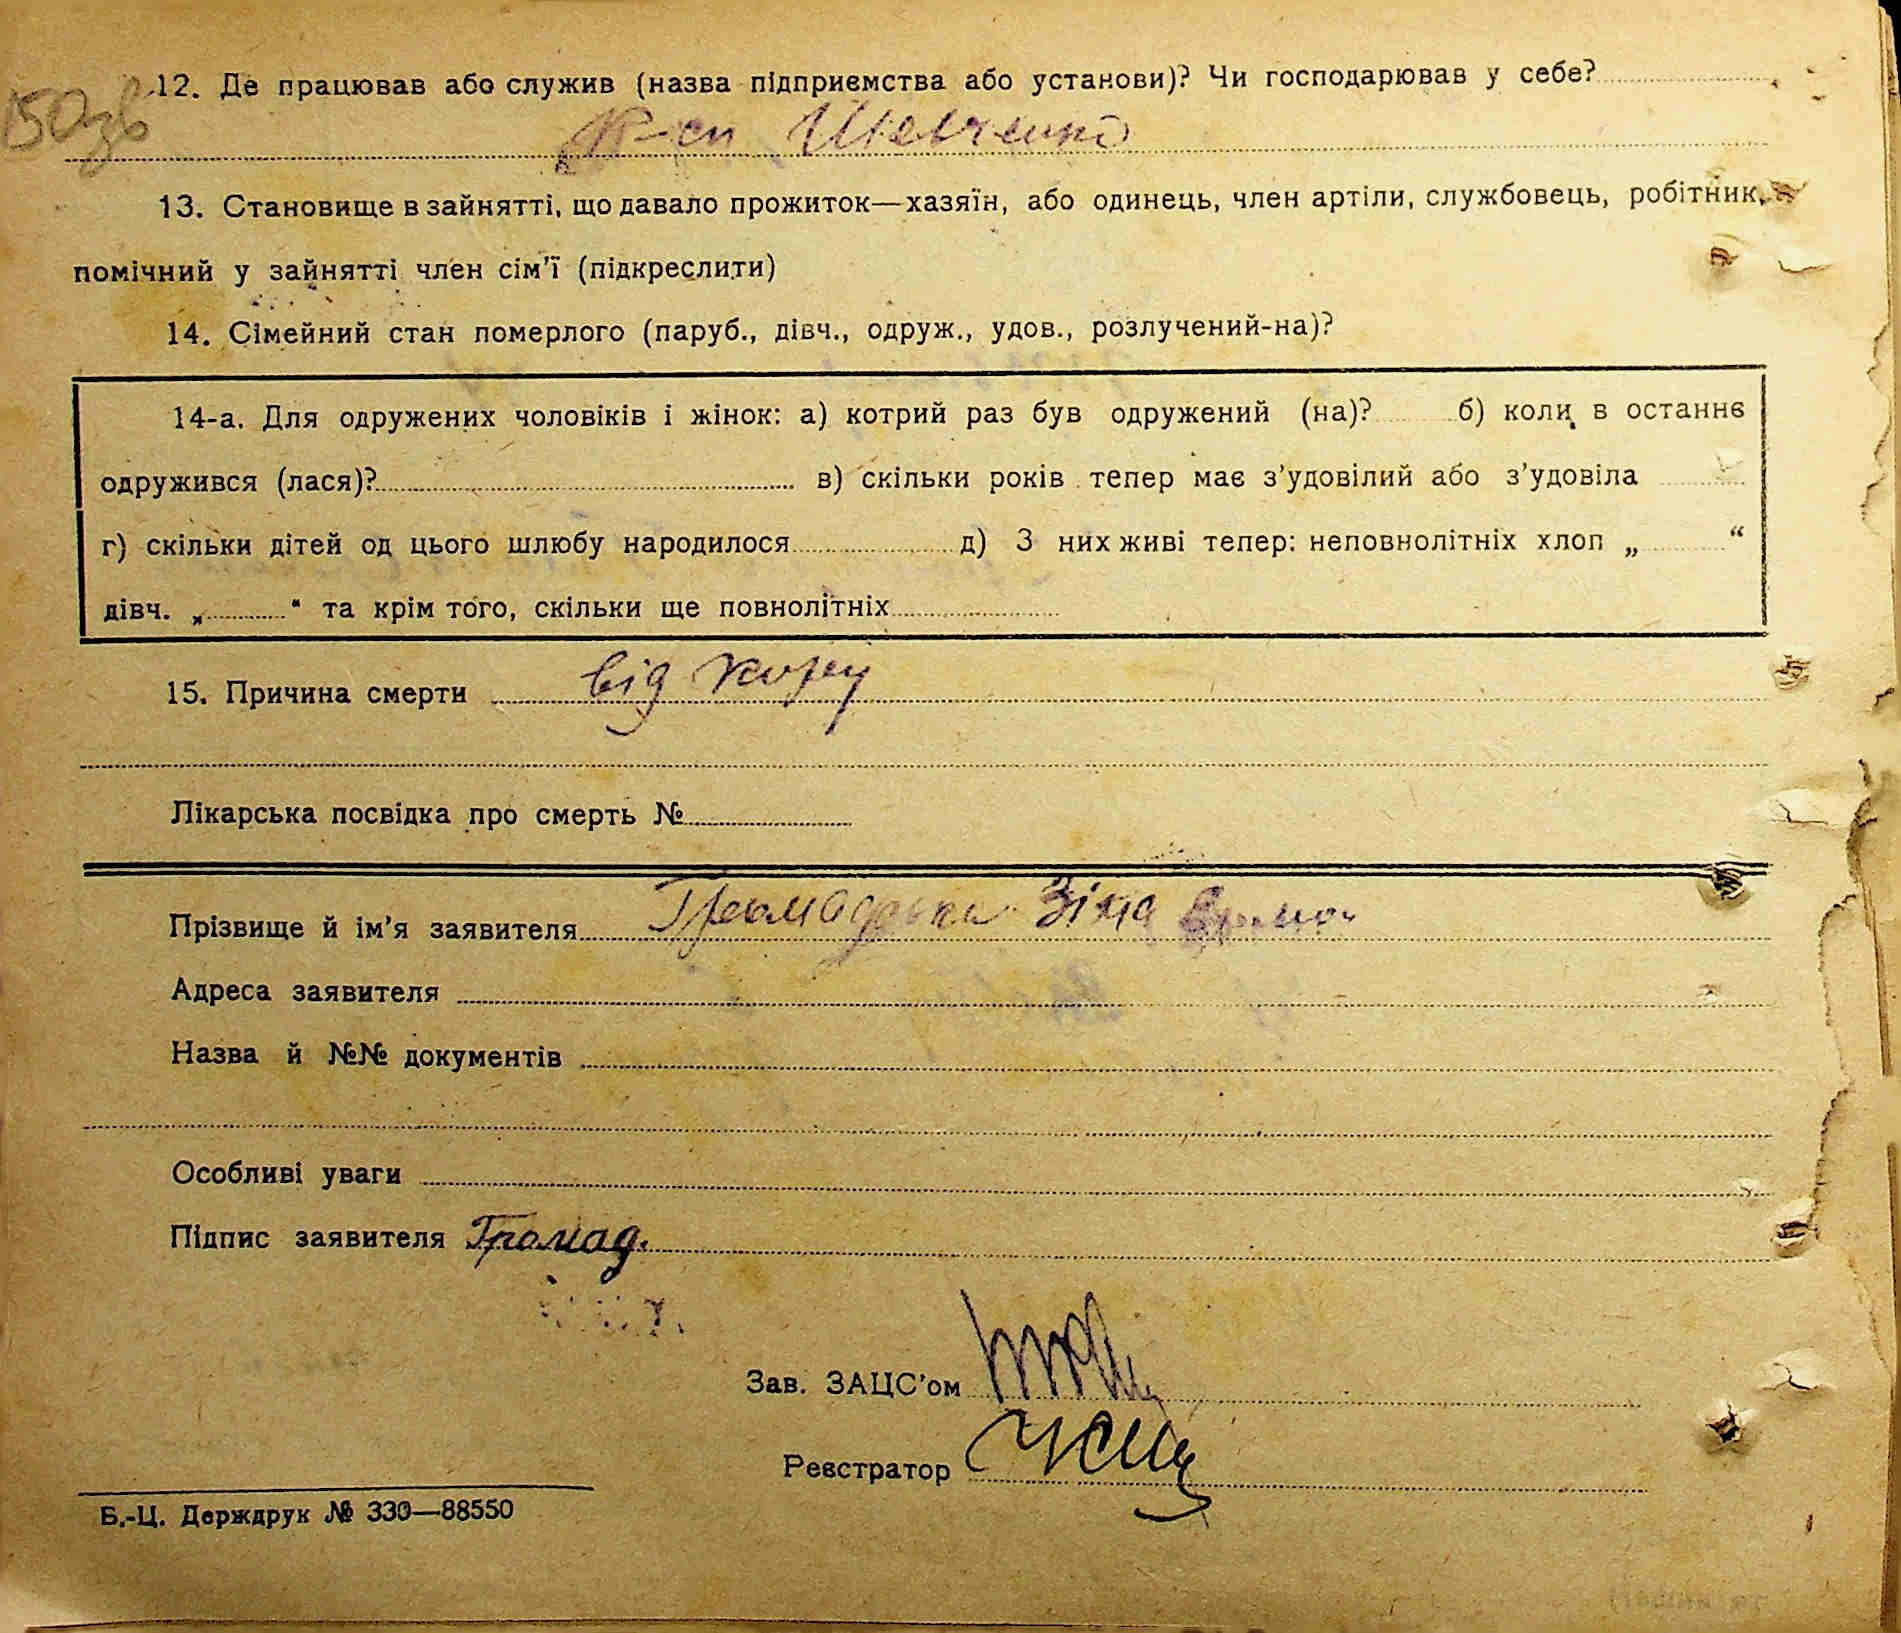 150зв
12. Де працював або служив (назва підприємства або установи)? Чи господарював у себе?
К-сп Шевченко
13. Становище в зайнятті, що давало прожиток—хазяїн, або одинець, член артіли, службовець, робітник,
помічний у зайнятті член сім'ї (підкреслити)
14. Сімейний стан померлого (паруб., дівч., одруж., удов., розлучений-на)?
14-а. Для одружених чоловіків і жінок: а) котрий раз був одружений (на)? б) коли в останнє
одружився (лася)? в) скільки років тепер має з'удовілий або з'удовіла
г) скільки дітей од цього шлюбу народилося д) З них живі тепер: неповнолітніх хлоп „ “
дівч. „ “ та крім того, скільки ще повнолітніх
15. Причина смерти від кору
Лікарська посвідка про смерть №
Прізвище й ім'я заявителя Громадська Зіна
Адреса заявителя
Назва й №№ документів
Особливі уваги
Підпис заявителя Громад.
Зав. ЗАЦС'ом
Реєстратор
Б.-Ц. Держдрук № 330—88550